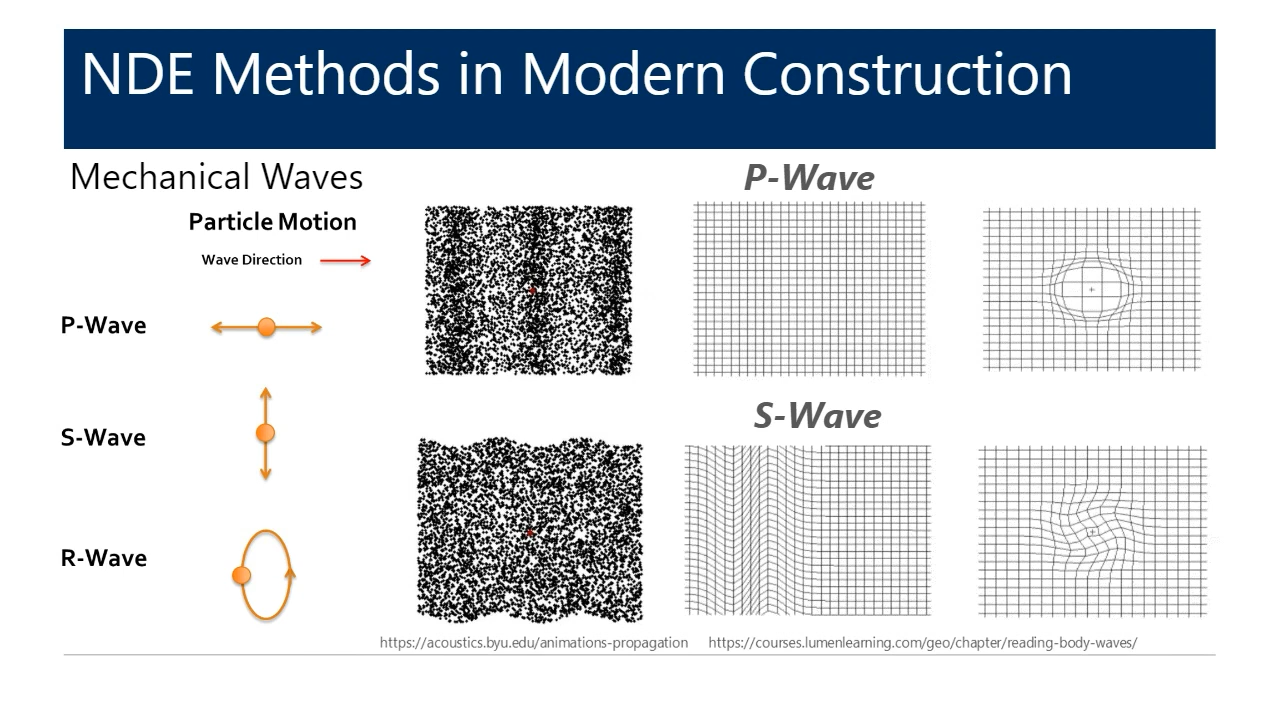 NDE Methods in Modern Construction
Mechanical Waves
Particle Motion
Wave Direction
P-Wave
S-Wave
R-Wave
P-Wave
S-Wave
https://acoustics.byu.edu/animations-propagation
https://courses.lumenlearning.com/geo/chapter/reading-body-waves/